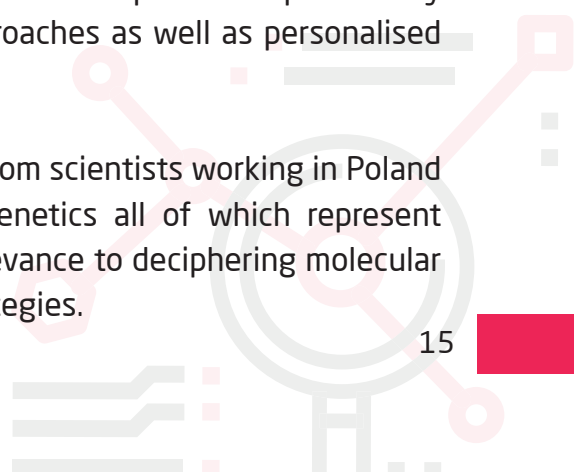 roaches as well as personalised
om scientists working in Poland
enetics all of which represent
evance to deciphering molecular
egies.
15